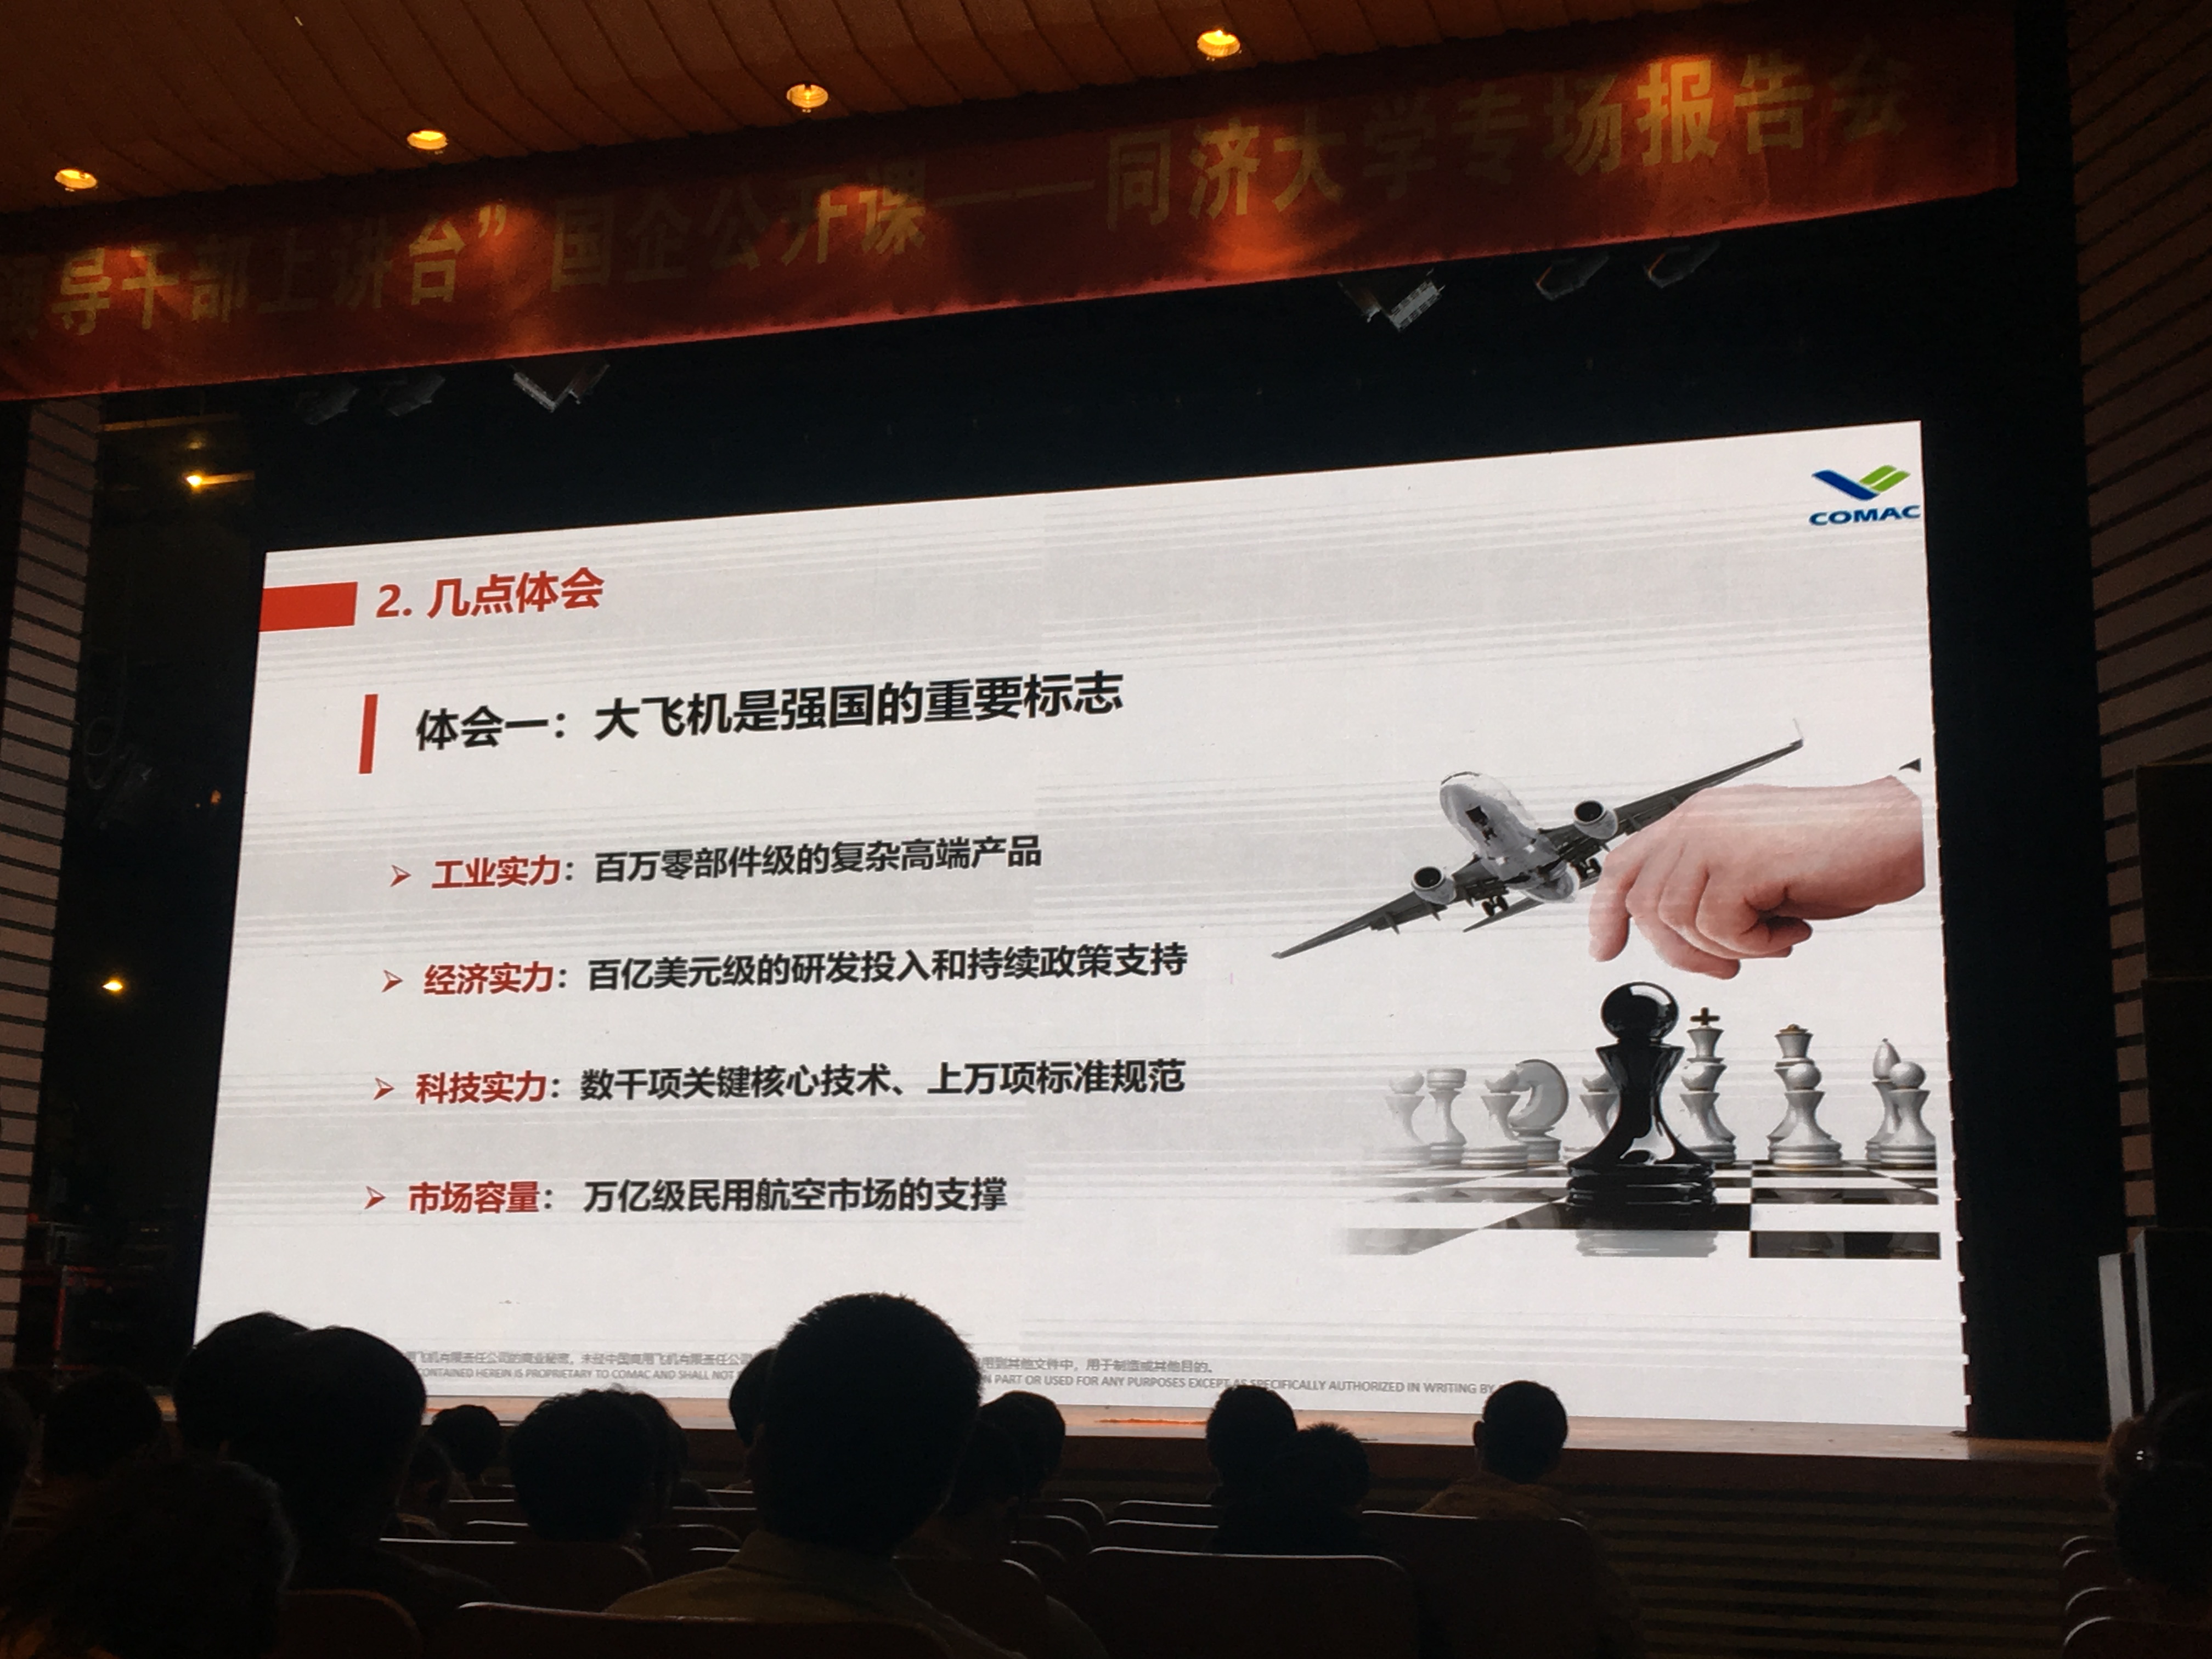 领导干部上讲台”国企公开课——同济大学专场报告会
COMAC
2. 几点体会
体会一：大飞机是强国的重要标志
➢ 工业实力：百万零部件级的复杂高端产品
➢ 经济实力：百亿美元级的研发投入和持续政策支持
➢ 科技实力：数千项关键核心技术、上万项标准规范
➢ 市场容量： 万亿级民用航空市场的支撑
用飞机有限责任公司的商业秘密，未经中国商用飞机有限责任公司 用到其他文件中，用于制造或其他目的。
CONTAINED HEREIN IS PROPRIETARY TO COMAC AND SHALL NOT IN PART OR USED FOR ANY PURPOSES EXCEPT AS SPECIFICALLY AUTHORIZED IN WRITING BY